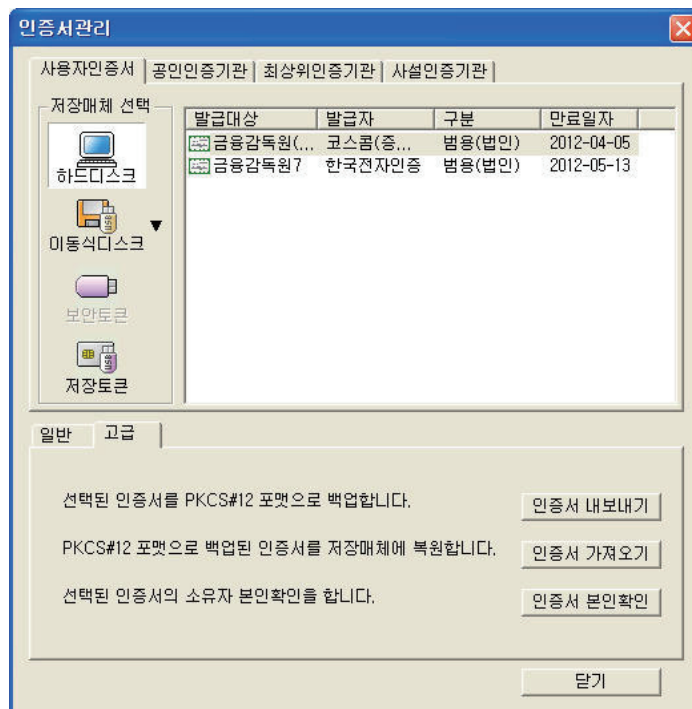 인증서관리
사용자인증서 공인인증기관 최상위인증기관 사설인증기관
저장매체 선택
하드디스크
이동식디스크
보안토큰
저장토큰
발급대상 발급자 구분 만료일자
금융감독원(... 코스콤(증... 범용(법인) 2012-04-05
금융감독원7 한국전자인증 범용(법인) 2012-05-13
일반 고급
선택된 인증서를 PKCS#12 포맷으로 백업합니다. 인증서 내보내기
PKCS#12 포맷으로 백업된 인증서를 저장매체에 복원합니다. 인증서 가져오기
선택된 인증서의 소유자 본인확인을 합니다. 인증서 본인확인
닫기